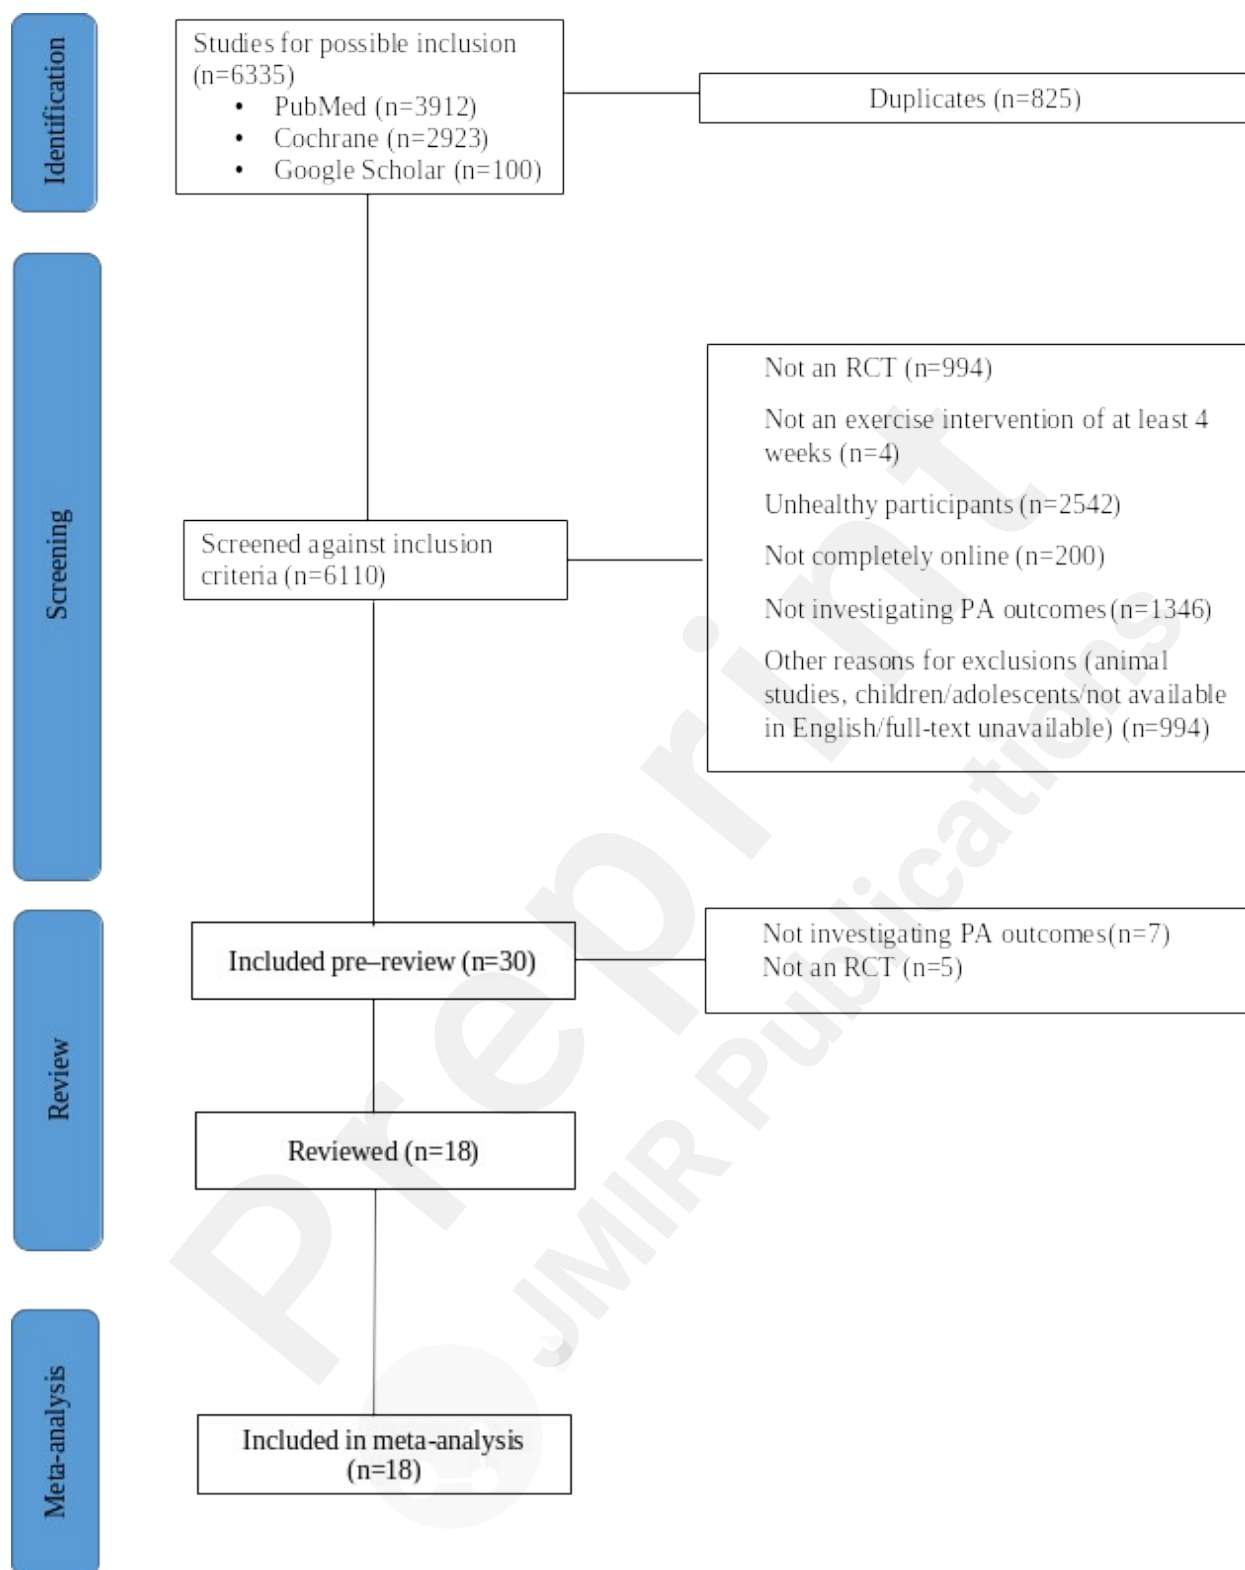 Identification
Studies for possible inclusion
(n=6335)
• PubMed (n=3912)
• Cochrane (n=2923)
• Google Scholar (n=100)
Duplicates (n=825)
Screening
Screened against inclusion
criteria (n=6110)
Not an RCT (n=994)
Not an exercise intervention of at least 4
weeks (n=4)
Unhealthy participants (n=2542)
Not completely online (n=200)
Not investigating PA outcomes (n=1346)
Other reasons for exclusions (animal
studies, children/adolescents/not available
in English/full-text unavailable) (n=994)
Review
Included pre–review (n=30)
Not investigating PA outcomes(n=7)
Not an RCT (n=5)
Reviewed (n=18)
Meta-analysis
Included in meta-analysis
(n=18)
Preprint
JMIR Publications